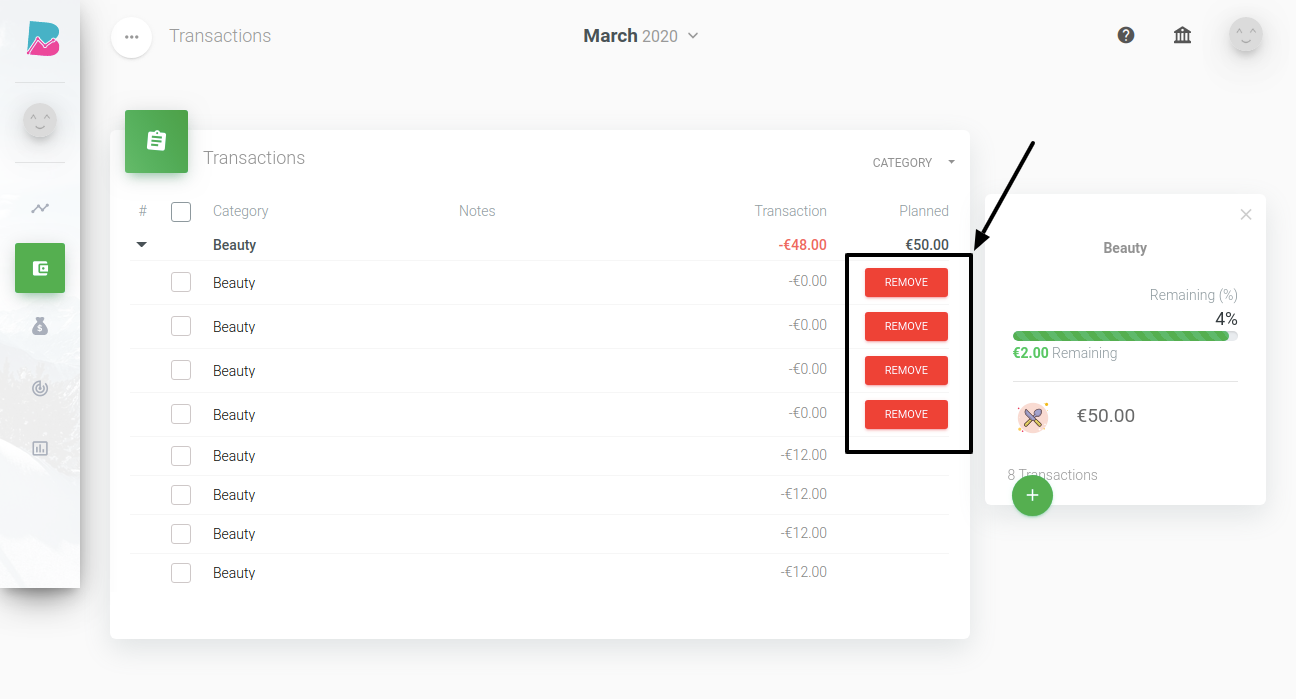 Transactions
March 2020
Transactions
CATEGORY
# Category Notes Transaction Planned
Beauty -€48.00 €50.00
Beauty -€0.00 REMOVE
Beauty -€0.00 REMOVE
Beauty -€0.00 REMOVE
Beauty -€0.00 REMOVE
Beauty -€12.00
Beauty -€12.00
Beauty -€12.00
Beauty -€12.00
Beauty
Remaining (%)
4%
€2.00 Remaining
€50.00
8 Transactions